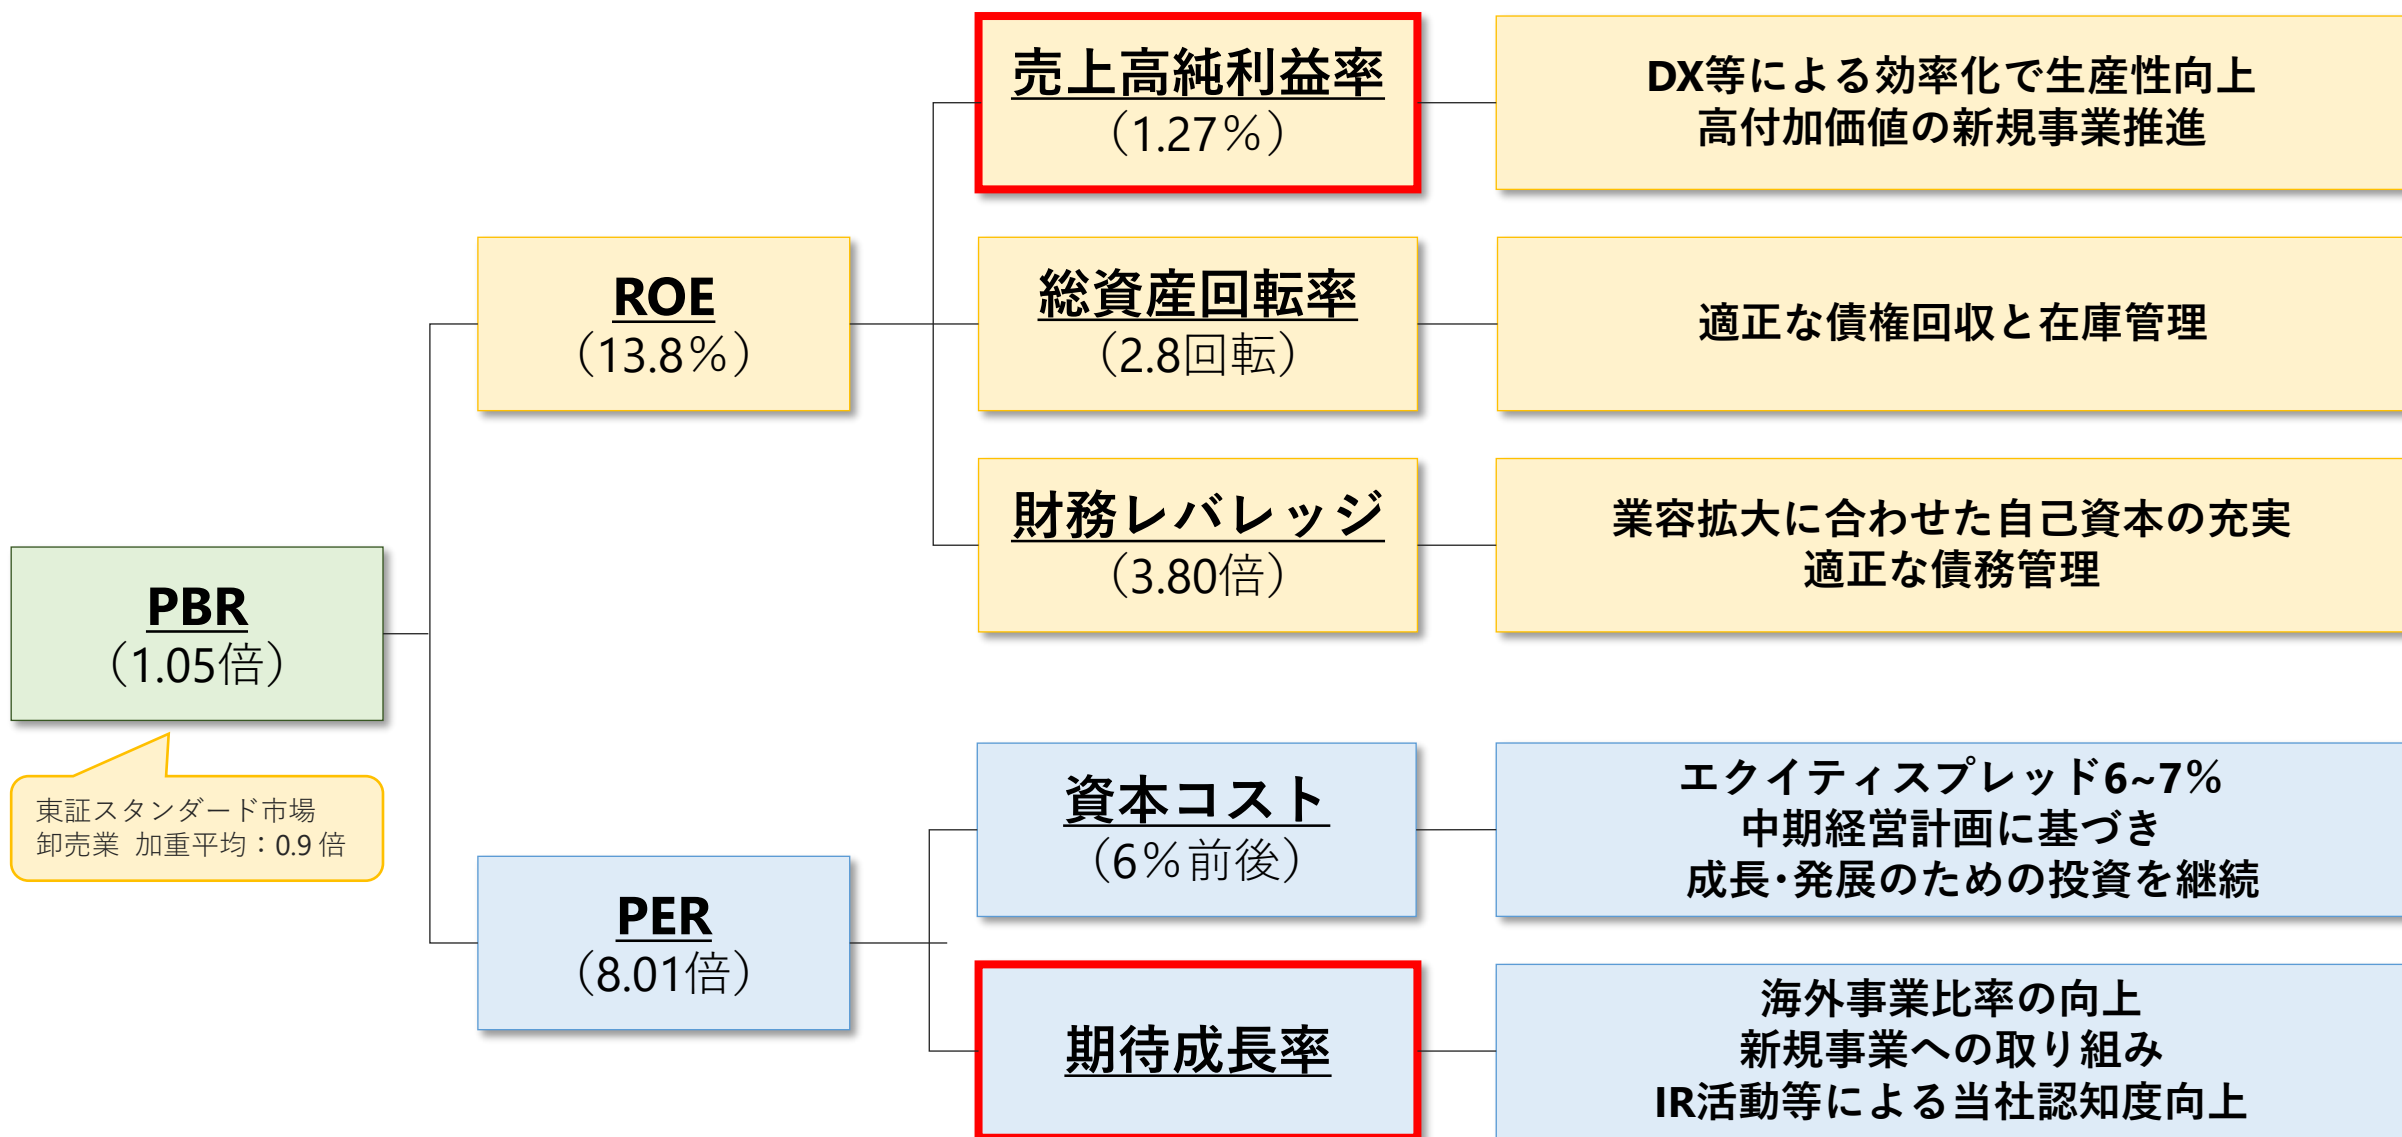 売上高純利益率
（1.27％）
DX等による効率化で生産性向上
高付加価値の新規事業推進
ROE
（13.8％）
総資産回転率
（2.8回転）
適正な債権回収と在庫管理
財務レバレッジ
（3.80倍）
業容拡大に合わせた自己資本の充実
適正な債務管理
PBR
（1.05倍）
東証スタンダード市場
卸売業 加重平均：0.9 倍
PER
（8.01倍）
資本コスト
（6％前後）
エクイティスプレッド6~7%
中期経営計画に基づき
成長･発展のための投資を継続
期待成長率
海外事業比率の向上
新規事業への取り組み
IR活動等による当社認知度向上